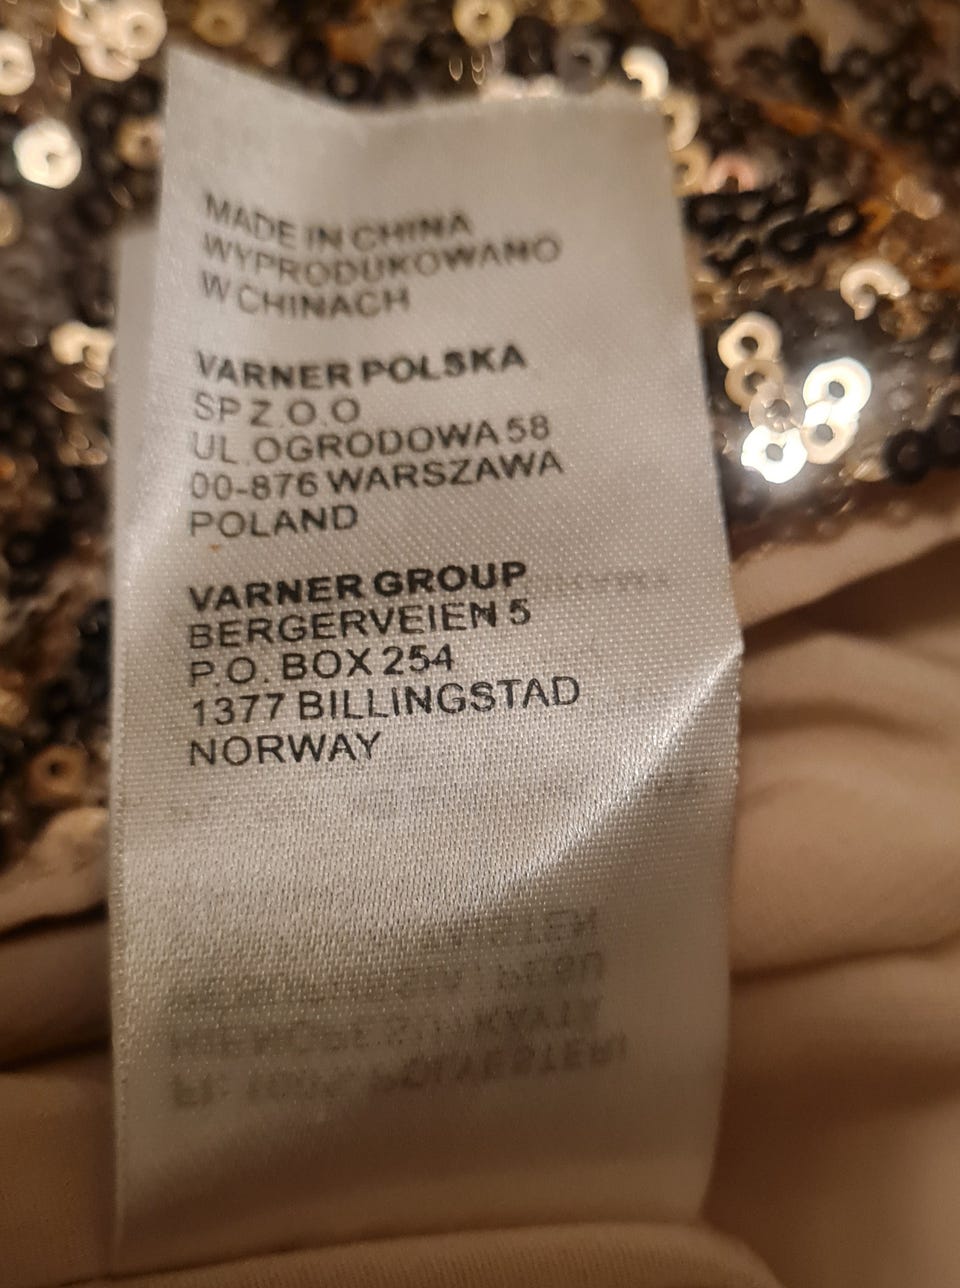 MADE IN CHINA
WYPRODUKOWANO
W CHINACH
VARNER POLSKA
SP Z.O.O
UL.OGRODOWA 58
00-876 WARSZAWA
POLAND
VARNER GROUP
BERGERVEIEN 5
P.O. BOX 254
1377 BILLINGSTAD
NORWAY